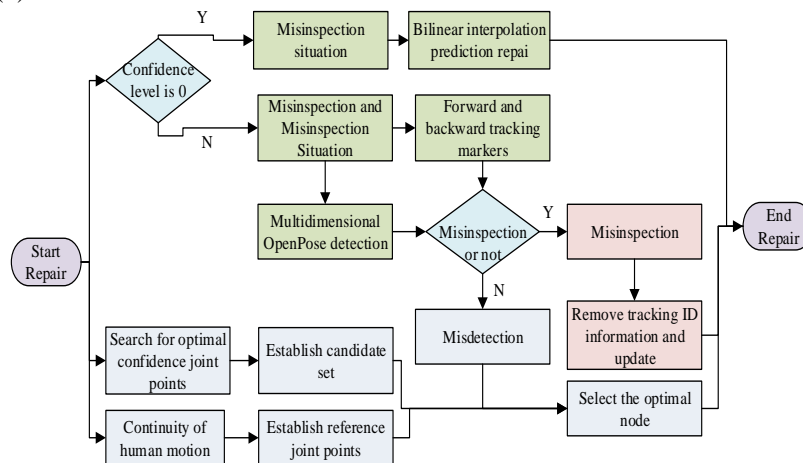 Y
Misinspection
situation
Bilinear interpolation
prediction repai
Confidence
level is 0
N
Misinspection and
Misinspection
Situation
Forward and
backward tracking
markers
Multidimensional
OpenPose detection
Misinspection
or not
Y
Misinspection
End
Repair
Start
Repair
N
Misdetection
Remove tracking ID
information and
update
Search for optimal
confidence joint
points
Establish candidate
set
Select the optimal
node
Continuity of
human motion
Establish reference
joint points